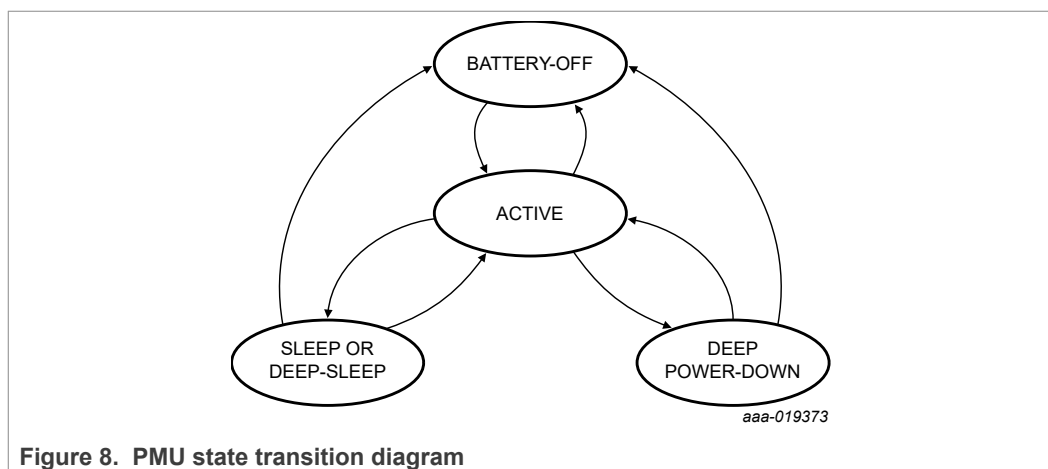 BATTERY-OFF
ACTIVE
SLEEP OR
DEEP-SLEEP
DEEP
POWER-DOWN
aaa-019373
Figure 8. PMU state transition diagram